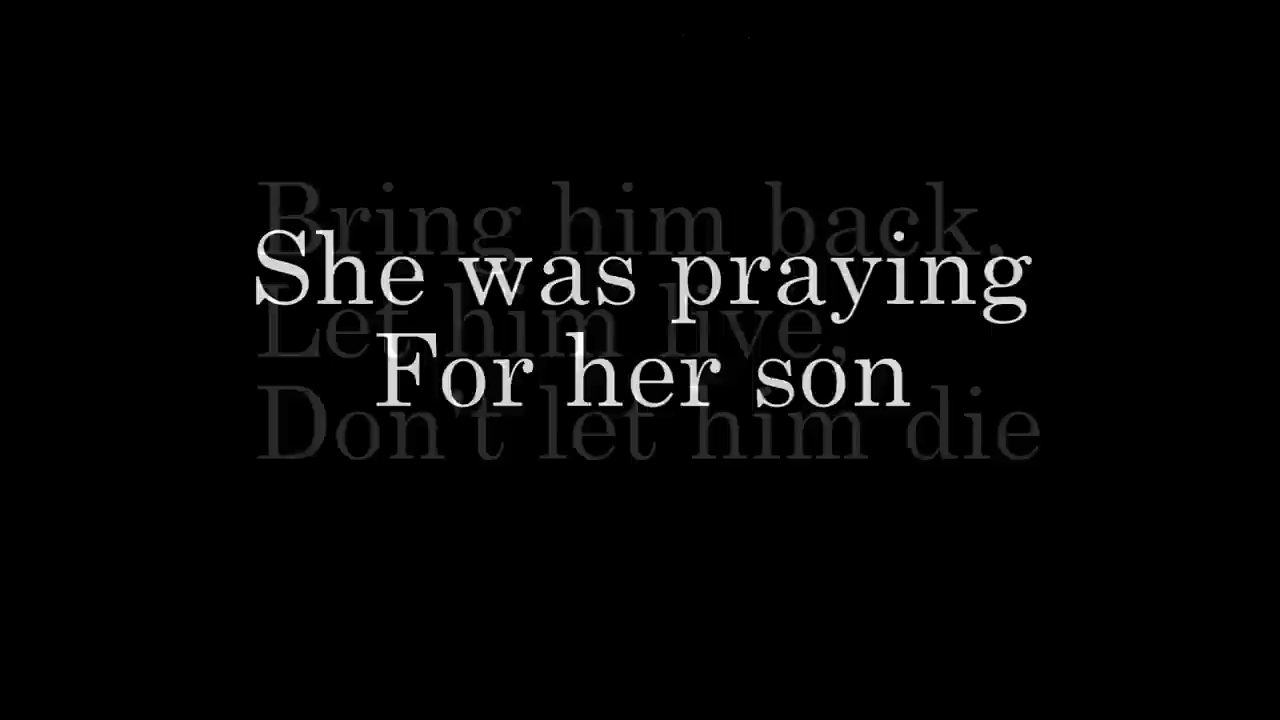 Bring him back,
She was praying
Let him live,
For her son
Don't let him die